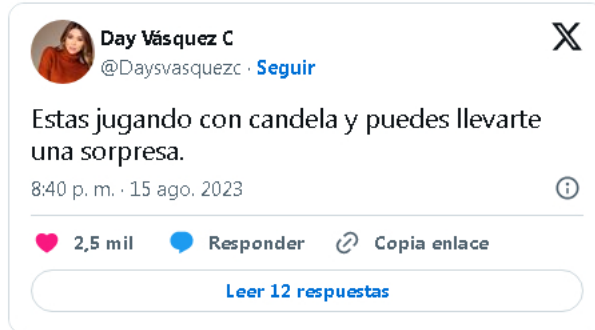 Day Vásquez C
@Daysvasquezc · Seguir
Estas jugando con candela y puedes llevarte
una sorpresa.
8:40 p. m. · 15 ago. 2023
2,5 mil Responder Copia enlace
Leer 12 respuestas